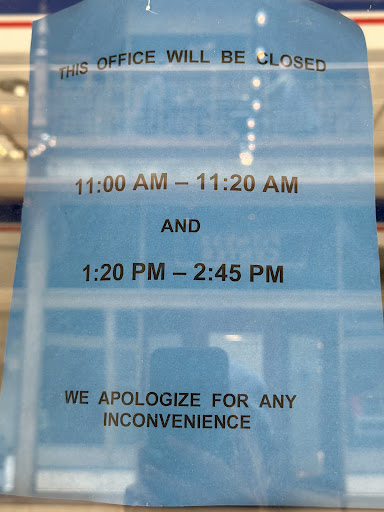 THIS OFFICE WILL BE CLOSED
11:00 AM – 11:20 AM
AND
1:20 PM – 2:45 PM
WE APOLOGIZE FOR ANY
INCONVENIENCE